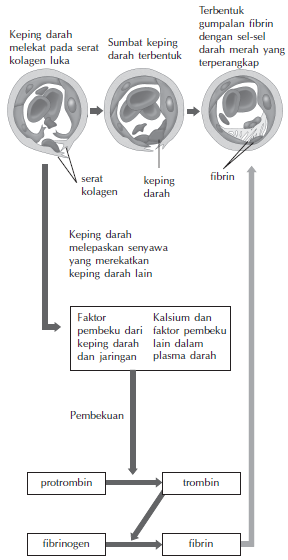 Keping darah
melekat pada serat
kolagen luka
Sumbat keping
darah terbentuk
Terbentuk
gumpalan fibrin
dengan sel-sel
darah merah yang
terperangkap
serat
kolagen
keping
darah
fibrin
Keping darah
melepaskan senyawa
yang merekatkan
keping darah lain
Faktor
pembeku dari
keping darah
dan jaringan
Kalsium dan
faktor pembeku
lain dalam
plasma darah
Pembekuan
protrombin
trombin
fibrinogen
fibrin